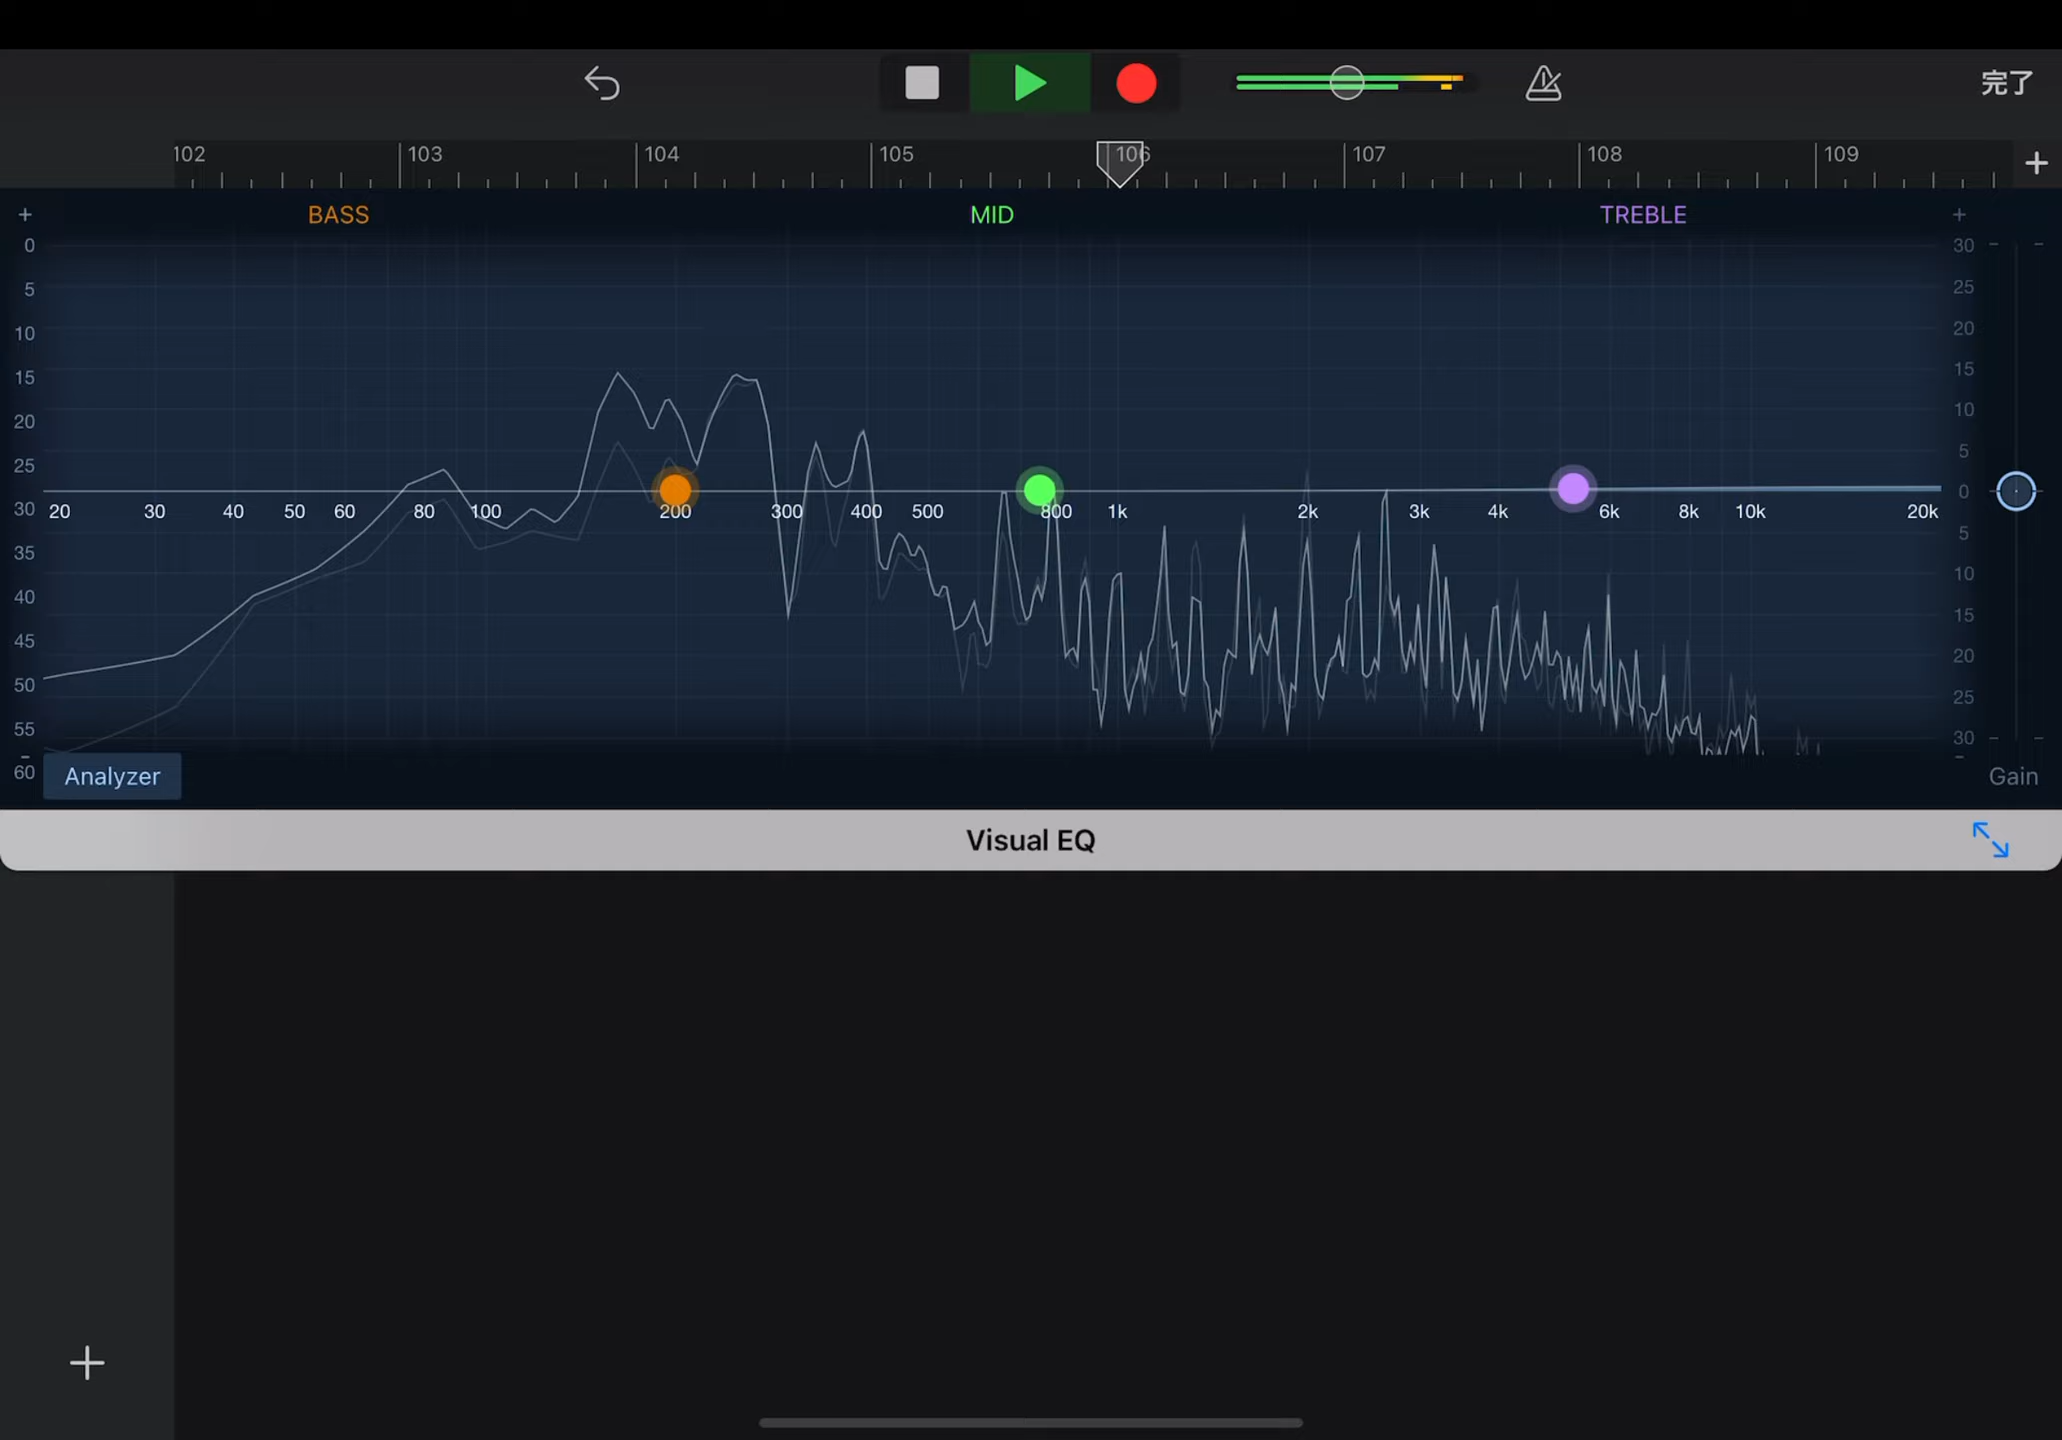 完了
102 103 104 105 106 107 108 109
+ BASS MID TREBLE +
0 30
5 25
10 20
15 15
20 10
25 5
0
30 20 30 40 50 60 80 100 200 300 400 500 800 1k 2k 3k 4k 6k 8k 10k 20k
35 5
40 10
45 15
50 20
55 25
30
60 Analyzer Gain
Visual EQ